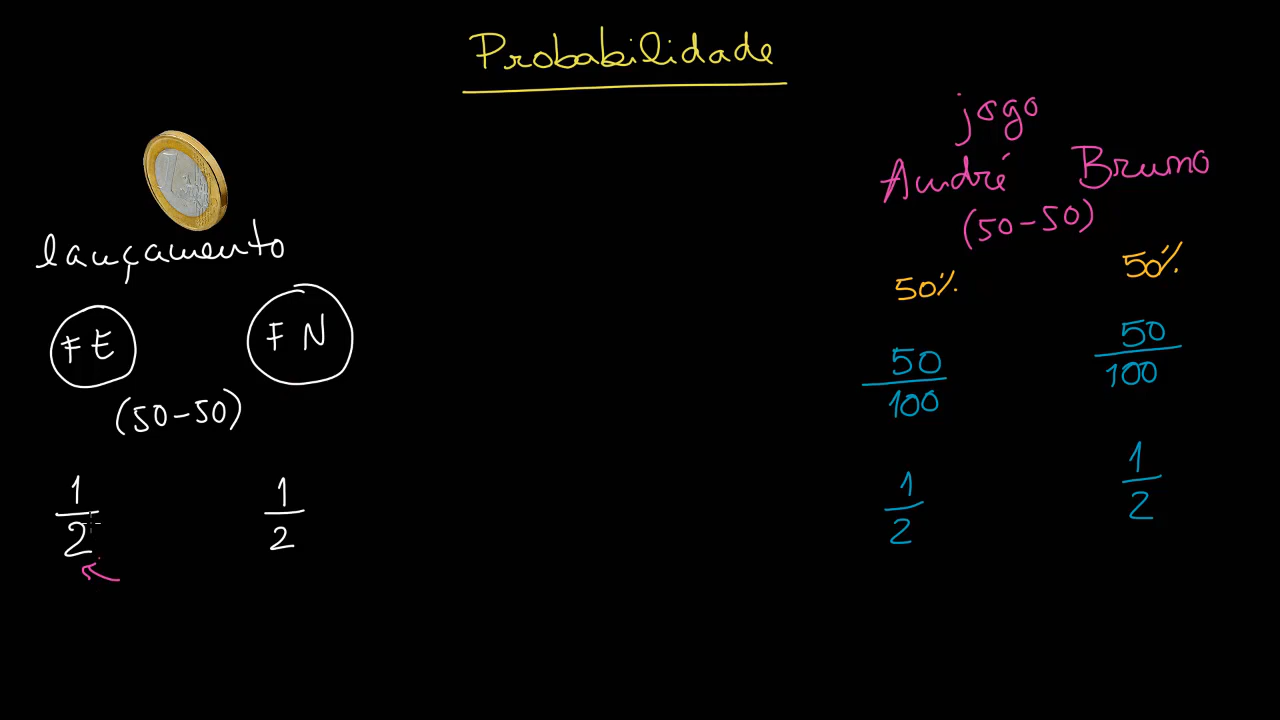 Probabilidade
lançamento
FE
FN
(50-50)
1/2
1/2
jogo
André Bruno
(50-50)
50% 50%
50/100 50/100
1/2 1/2